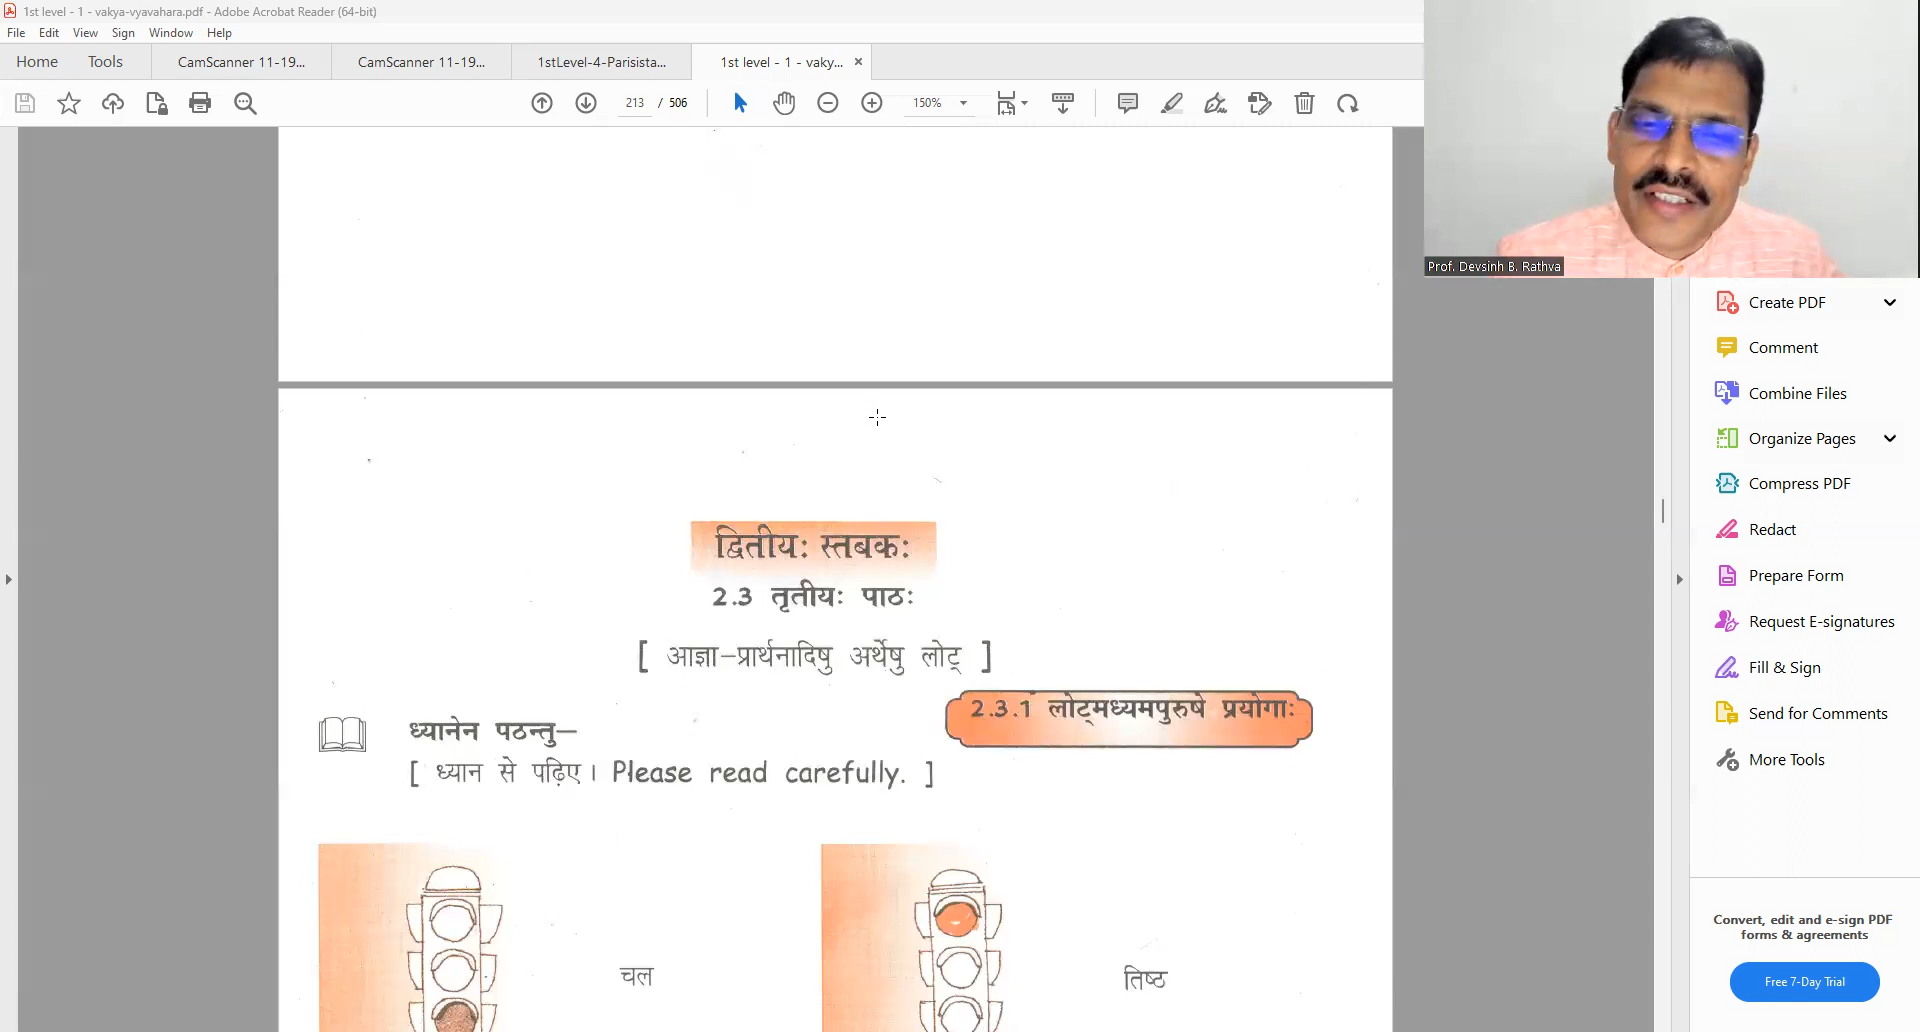 1st level - 1 - vakya-vyavahara.pdf - Adobe Acrobat Reader (64-bit)
File Edit View Sign Window Help
Home Tools CamScanner 11-19... CamScanner 11-19... 1stLevel-4-Parisista... 1st level - 1 - vaky...
213 / 506 150%
Prof. Devsinh B. Rathva
द्वितीयः स्तबकः
2.3 तृतीयः पाठः
[ आज्ञा-प्रार्थनादिषु अर्थेषु लोट् ]
2.3.1 लोट्मध्यमपुरुषे प्रयोगाः
ध्यानेन पठन्तु–
[ ध्यान से पढ़िए। Please read carefully. ]
चल
तिष्ठ
Create PDF
Comment
Combine Files
Organize Pages
Compress PDF
Redact
Prepare Form
Request E-signatures
Fill & Sign
Send for Comments
More Tools
Convert, edit and e-sign PDF
forms & agreements
Free 7-Day Trial